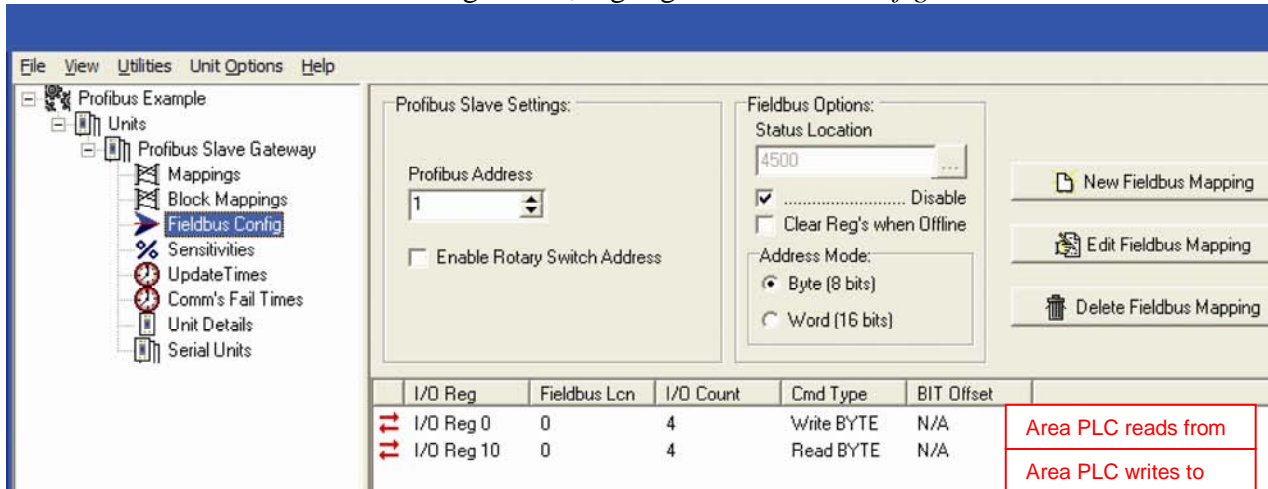 File View Utilities Unit Options Help
Profibus Example
Units
Profibus Slave Gateway
Mappings
Block Mappings
Fieldbus Config
Sensitivities
UpdateTimes
Comm's Fail Times
Unit Details
Serial Units
Profibus Slave Settings:
Profibus Address
1
Enable Rotary Switch Address
Fieldbus Options:
Status Location
4500 ...
........................ Disable
Clear Reg's when Offline
Address Mode:
Byte (8 bits)
Word (16 bits)
New Fieldbus Mapping
Edit Fieldbus Mapping
Delete Fieldbus Mapping
I/O Reg Fieldbus Lcn I/O Count Cmd Type BIT Offset
I/O Reg 0 0 4 Write BYTE N/A Area PLC reads from
I/O Reg 10 0 4 Read BYTE N/A Area PLC writes to